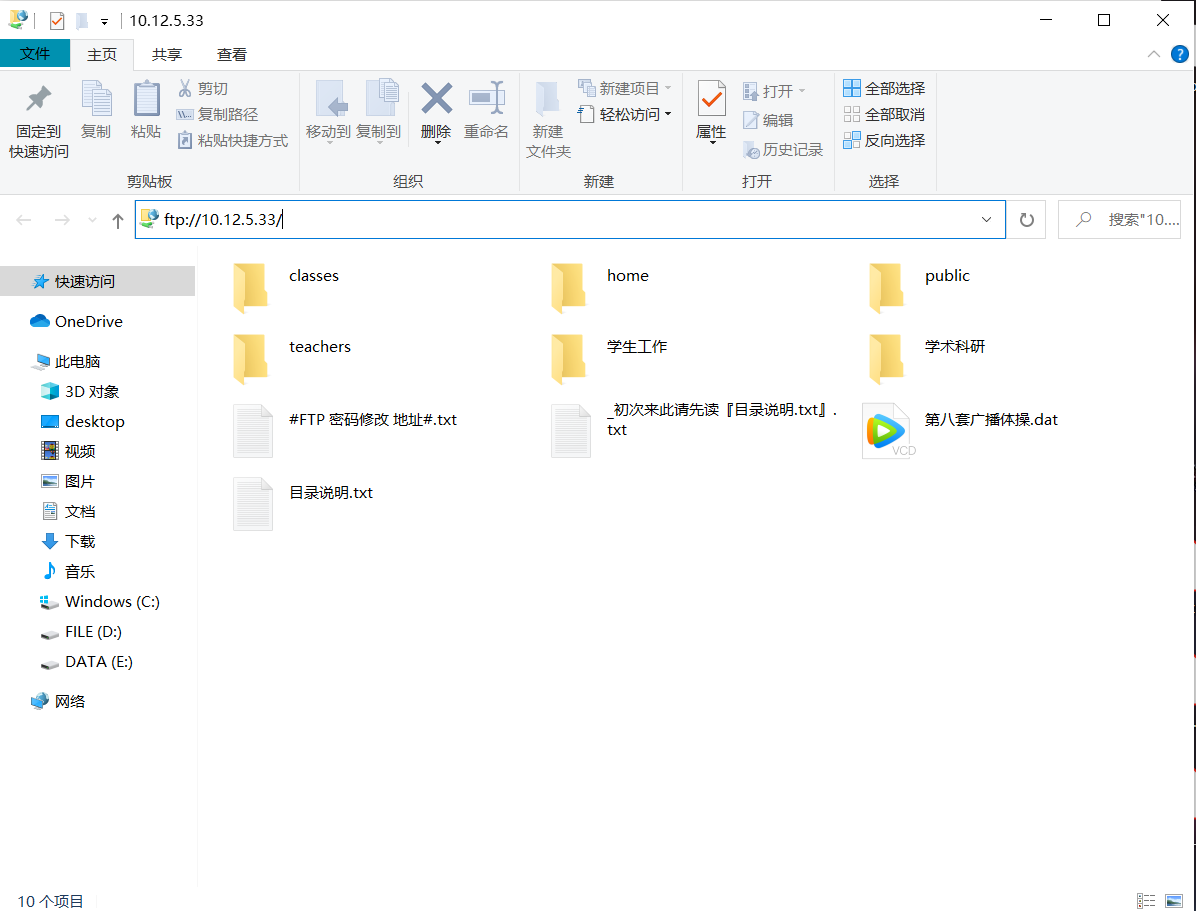 10.12.5.33
文件 主页 共享 查看
固定到
快速访问
复制
粘贴
剪切
复制路径
粘贴快捷方式
剪贴板
移动到
复制到
删除
重命名
组织
新建
文件夹
新建项目
轻松访问
新建
属性
打开
编辑
历史记录
打开
全部选择
全部取消
反向选择
选择
ftp://10.12.5.33/
搜索"10....
快速访问
OneDrive
此电脑
3D 对象
desktop
视频
图片
文档
下载
音乐
Windows (C:)
FILE (D:)
DATA (E:)
网络
classes
home
public
teachers
学生工作
学术科研
#FTP 密码修改 地址#.txt
_初次来此请先读『目录说明.txt』.
txt
第八套广播体操.dat
VCD
目录说明.txt
10 个项目